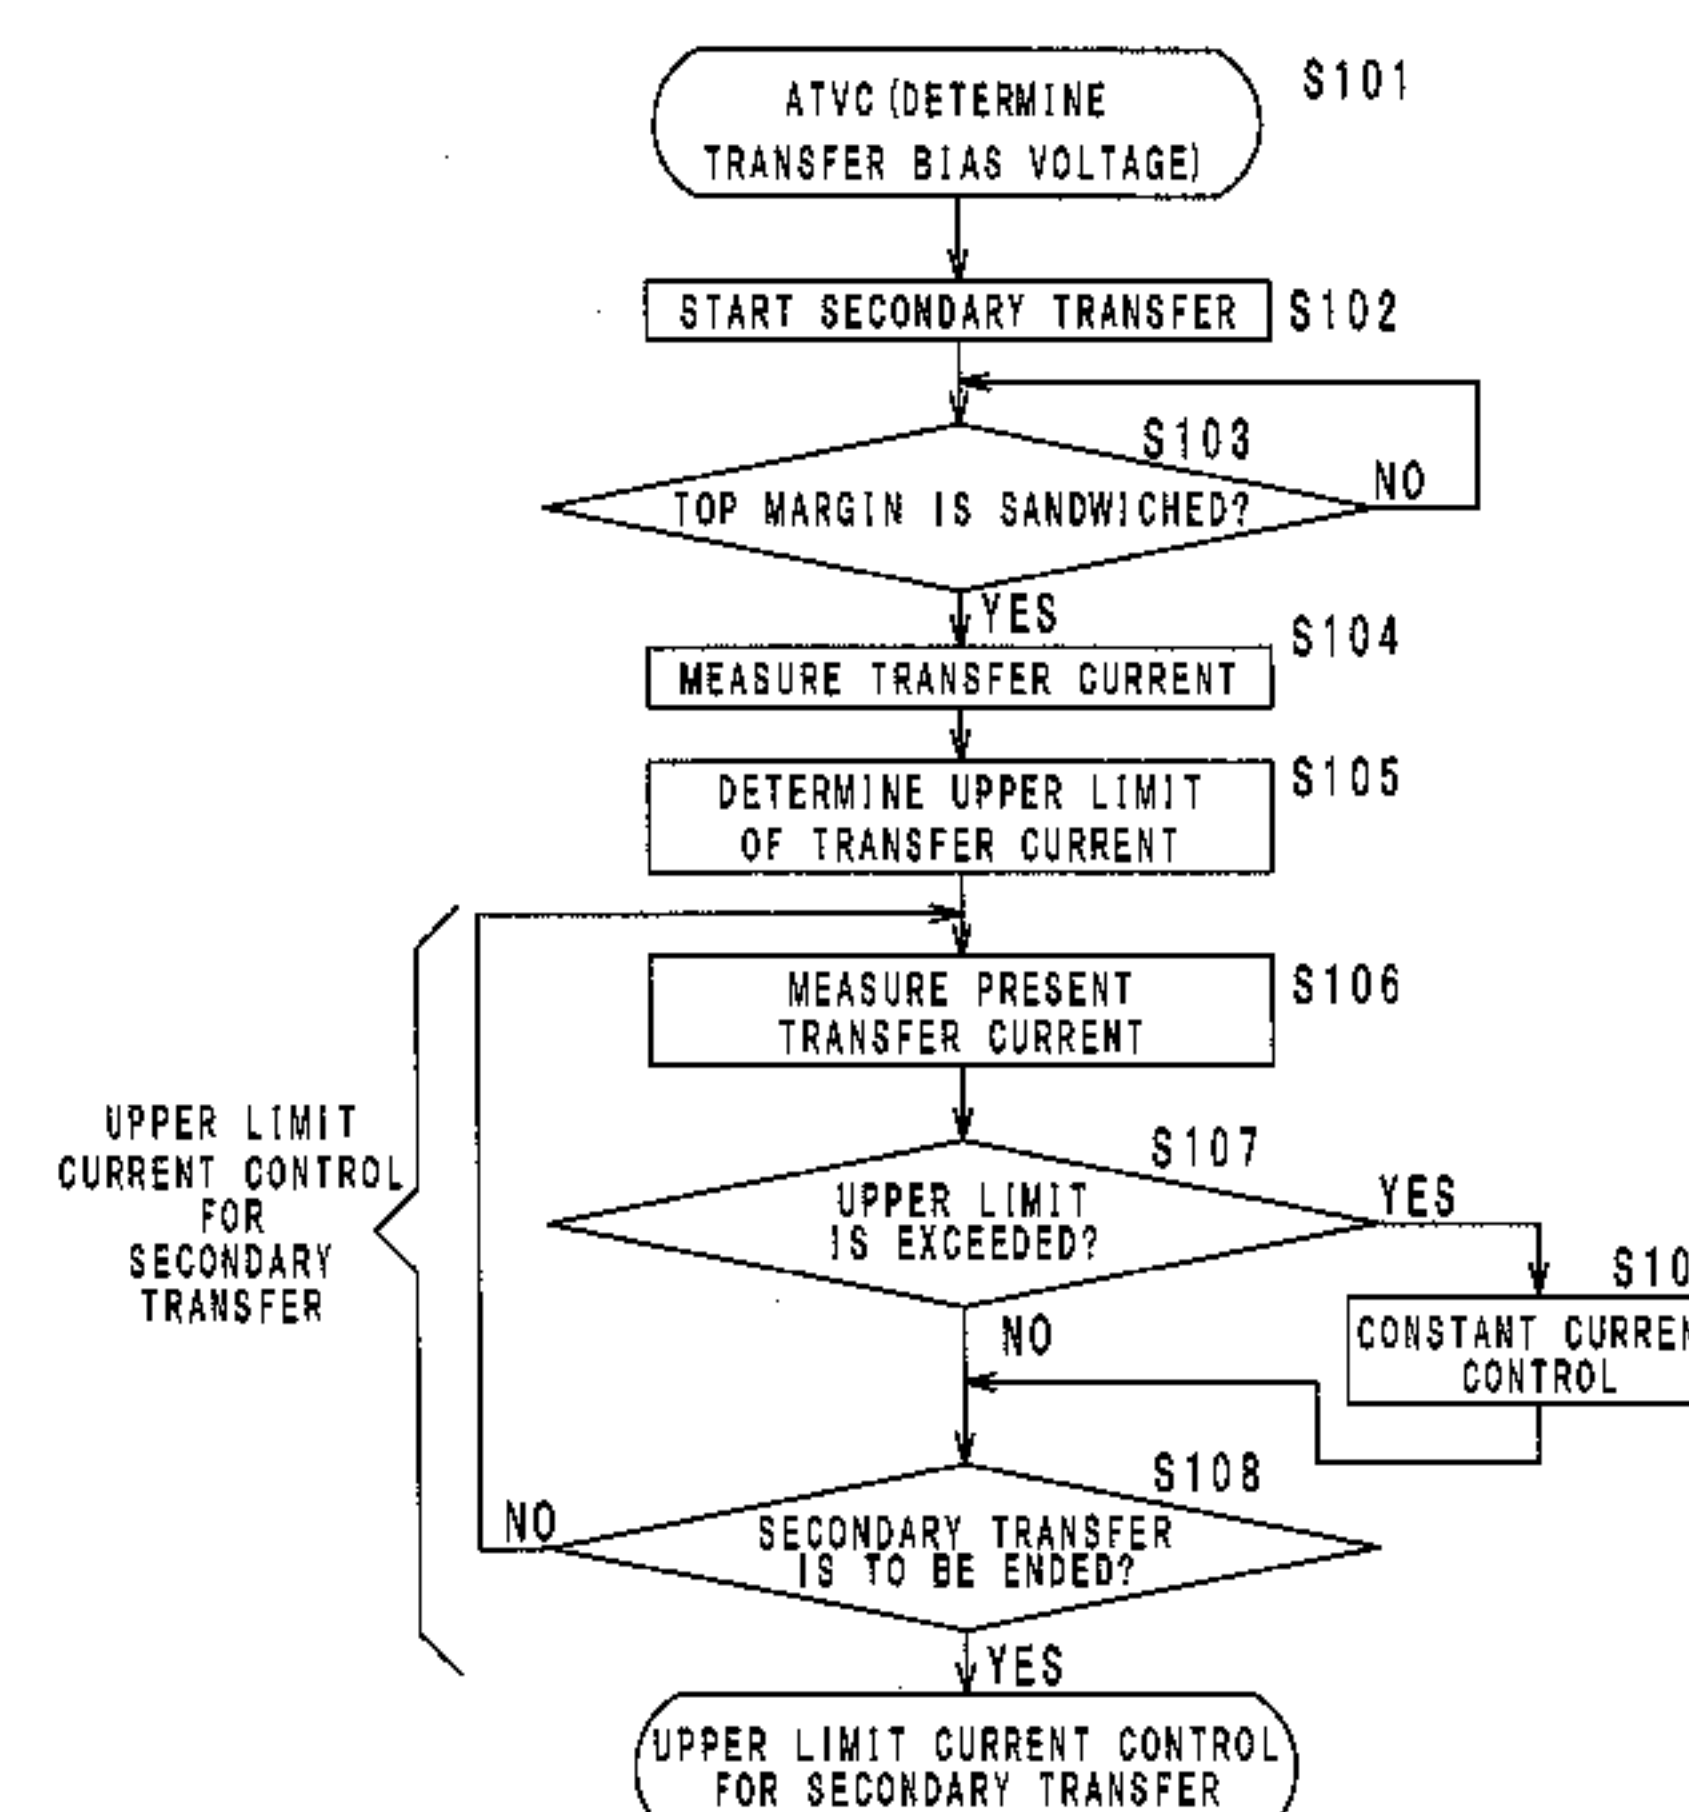 S101
ATVC (DETERMINE
TRANSFER BIAS VOLTAGE)
START SECONDARY TRANSFER
S102
S103
TOP MARGIN IS SANDWICHED?
NO
YES
S104
MEASURE TRANSFER CURRENT
S105
DETERMINE UPPER LIMIT
OF TRANSFER CURRENT
S106
MEASURE PRESENT
TRANSFER CURRENT
UPPER LIMIT
CURRENT CONTROL
FOR
SECONDARY
TRANSFER
S107
UPPER LIMIT
IS EXCEEDED?
YES
NO
CONSTANT
CONTROL
S108
NO
SECONDARY TRANSFER
IS TO BE ENDED?
YES
UPPER LIMIT CURRENT CONTROL
FOR SECONDARY TRANSFER